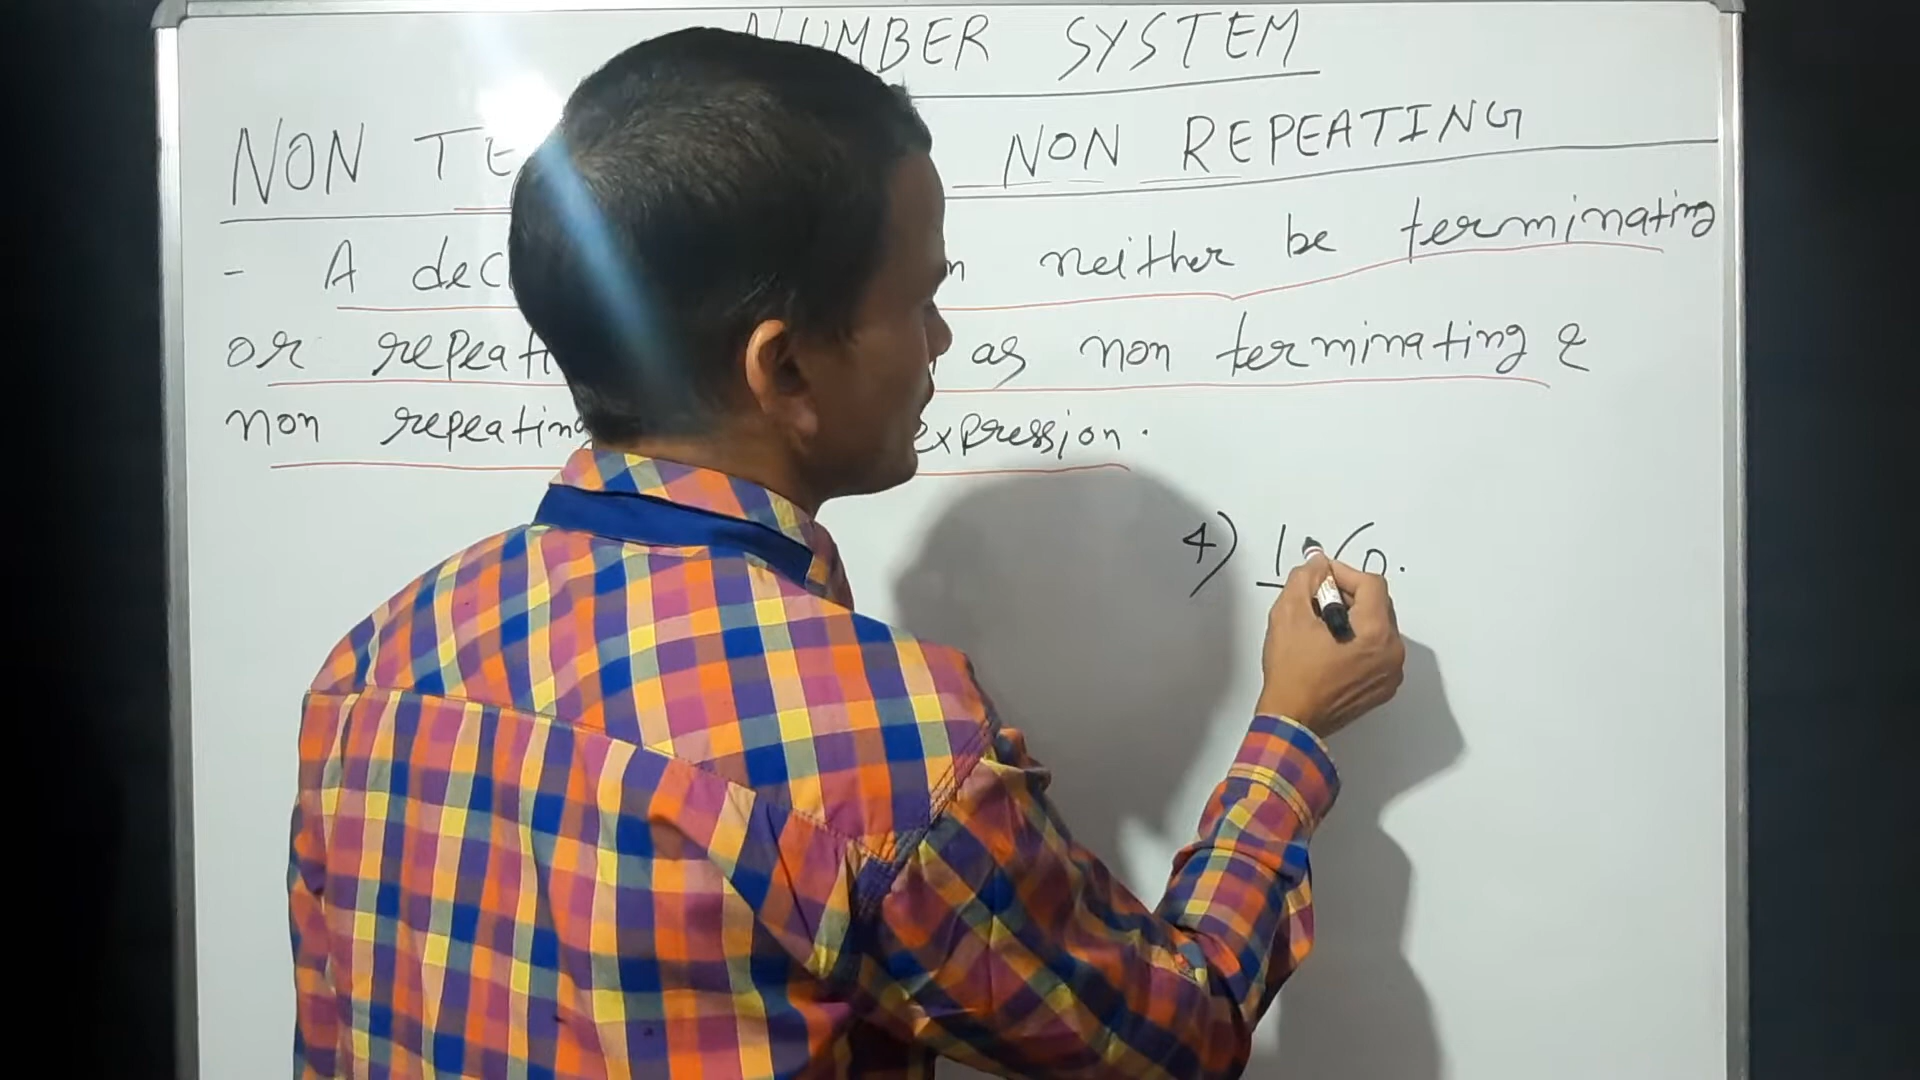 NUMBER SYSTEM
NON TE NON REPEATING
- A dec neither be terminating
or repeati as non terminating &
non repeating expression.
4) 1 (0.